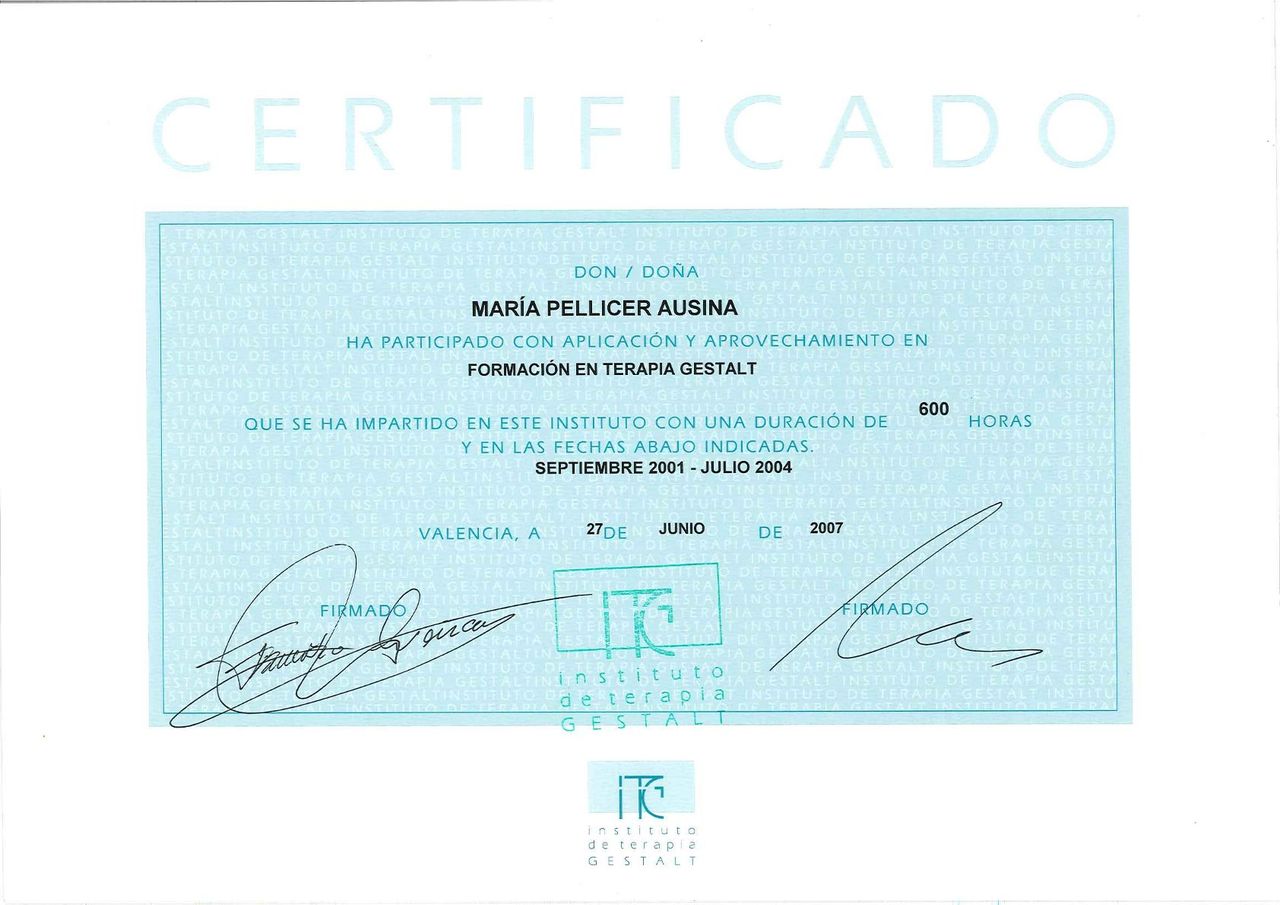 CERTIFICADO
DON / DOÑA
MARÍA PELLICER AUSINA
HA PARTICIPADO CON APLICACIÓN Y APROVECHAMIENTO EN
FORMACIÓN EN TERAPIA GESTALT
QUE SE HA IMPARTIDO EN ESTE INSTITUTO CON UNA DURACIÓN DE 600 HORAS
Y EN LAS FECHAS ABAJO INDICADAS.
SEPTIEMBRE 2001 - JULIO 2004
VALENCIA, A 27 DE JUNIO DE 2007
FIRMADO FIRMADO
ITG
instituto
de terapia
GESTALT
ITG
instituto
de terapia
GESTALT